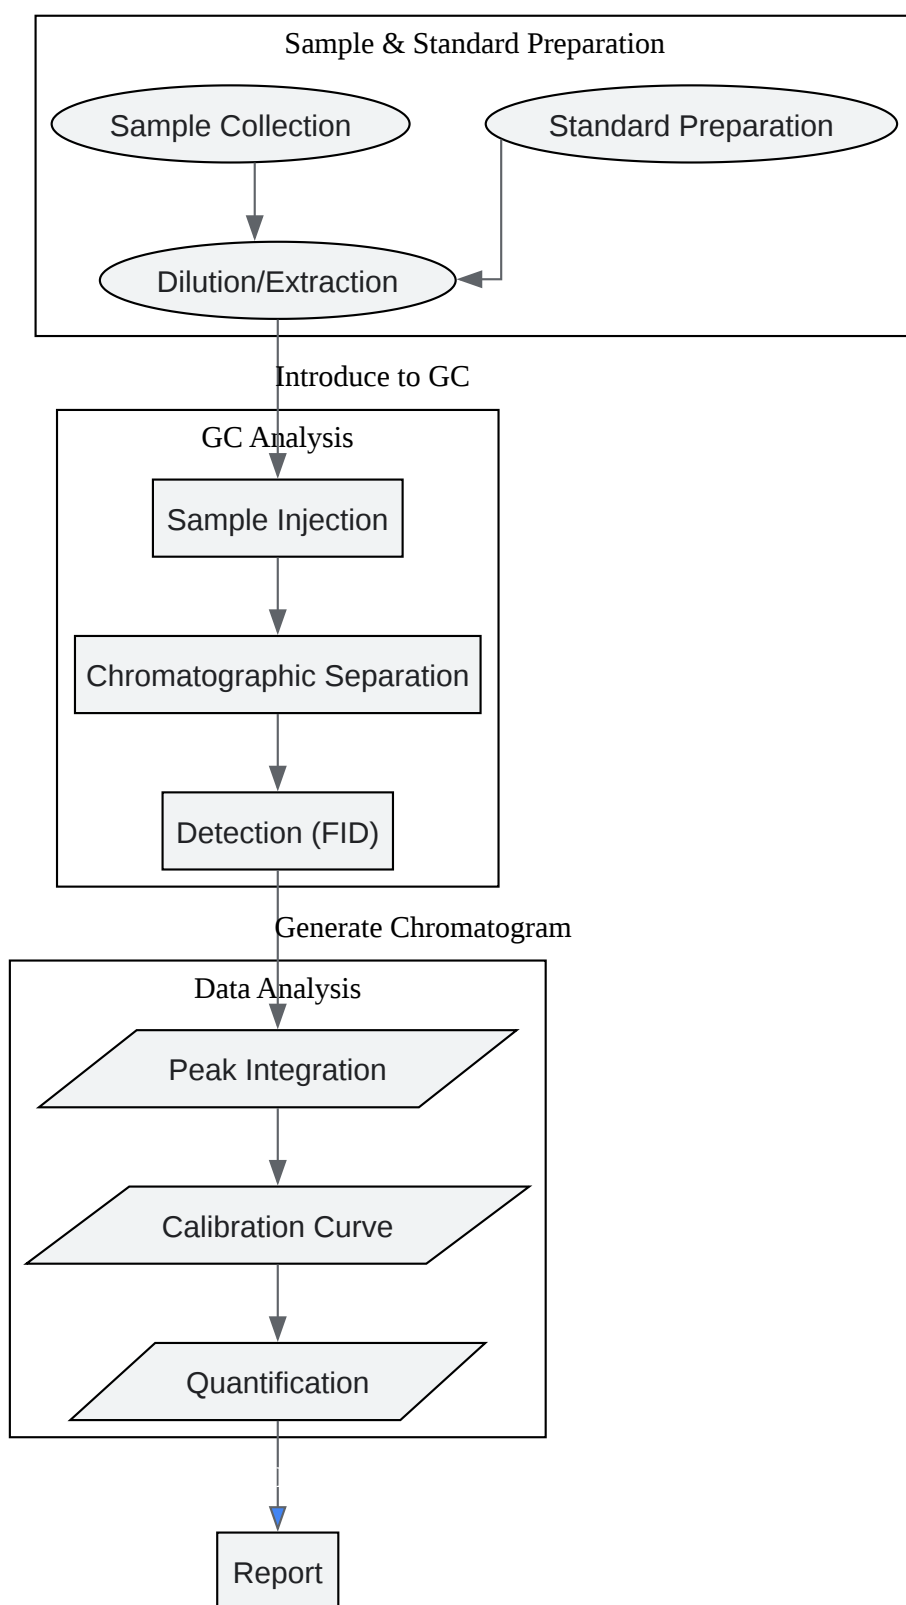 Sample & Standard Preparation
Sample Collection
Standard Preparation
Dilution/Extraction
Introduce to GC
GC Analysis
Sample Injection
Chromatographic Separation
Detection (FID)
Generate Chromatogram
Data Analysis
Peak Integration
Calibration Curve
Quantification
Report